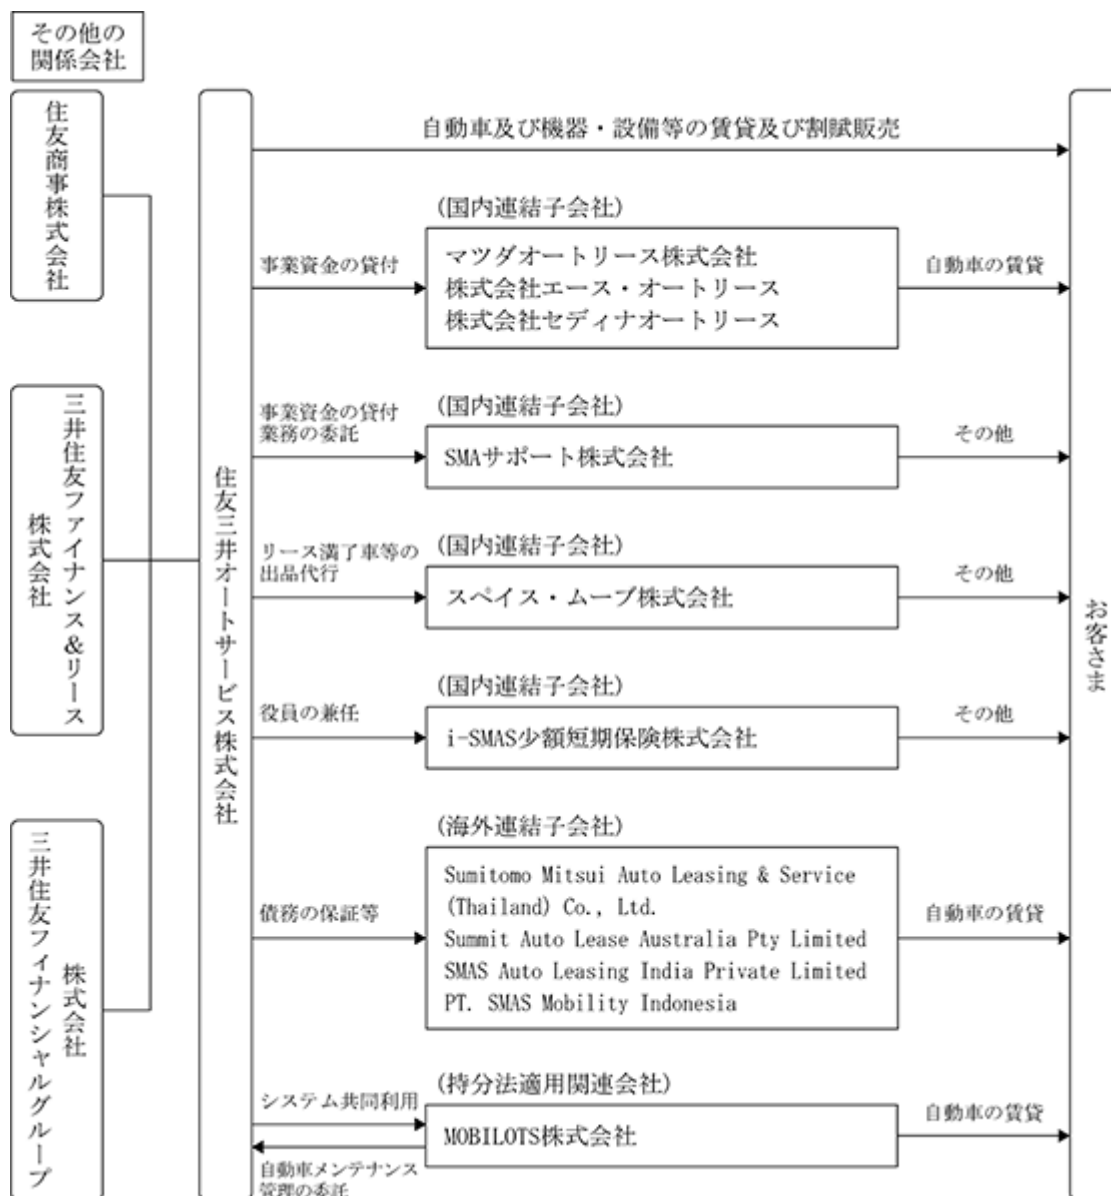 その他の
関係会社
住友商事株式会社
三井住友ファイナンス&リース
株式会社
三井住友フィナンシャルグループ
株式会社
住友三井オートサービス株式会社
自動車及び機器・設備等の賃貸及び割賦販売
(国内連結子会社)
事業資金の貸付
マツダオートリース株式会社
株式会社エース・オートリース
株式会社セディナオートリース
自動車の賃貸
(国内連結子会社)
事業資金の貸付
業務の委託
SMAサポート株式会社
その他
(国内連結子会社)
リース満了車等の
出品代行
スペイス・ムーブ株式会社
その他
(国内連結子会社)
役員の兼任
i-SMAS少額短期保険株式会社
その他
(海外連結子会社)
債務の保証等
Sumitomo Mitsui Auto Leasing & Service
(Thailand) Co., Ltd.
Summit Auto Lease Australia Pty Limited
SMAS Auto Leasing India Private Limited
PT. SMAS Mobility Indonesia
自動車の賃貸
(持分法適用関連会社)
システム共同利用
MOBILOTS株式会社
自動車の賃貸
自動車メンテナンス
管理の委託
お客さま